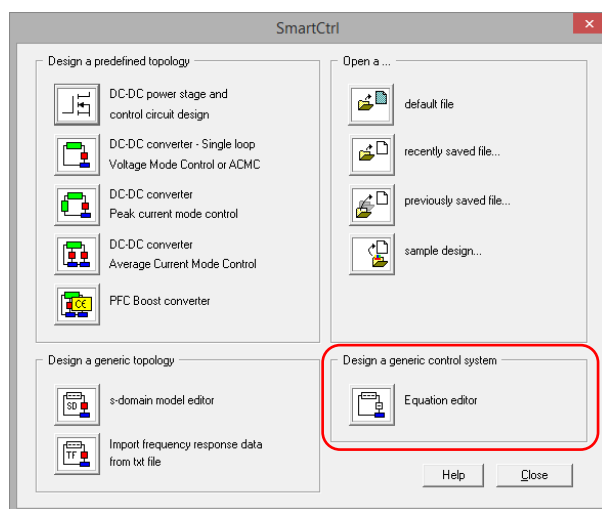 SmartCtrl
Design a predefined topology
DC-DC power stage and
control circuit design
DC-DC converter - Single loop
Voltage Mode Control or ACMC
DC-DC converter
Peak current mode control
DC-DC converter
Average Current Mode Control
CE
PFC Boost converter
Open a ...
default file
recently saved file...
previously saved file...
sample design...
Design a generic topology
SD
s-domain model editor
TF
Import frequency response data
from txt file
Design a generic control system
Equation editor
Help
Close